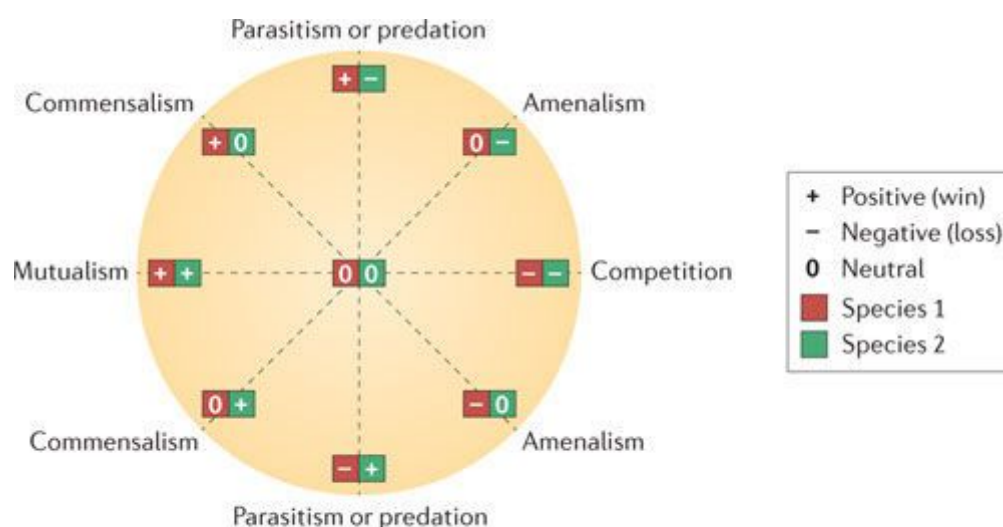 Parasitism or predation
+ −
Commensalism
Amenalism
+ 0
0 −
Mutualism
+ +
0 0
− −
Competition
0 +
− 0
Commensalism
Amenalism
− +
Parasitism or predation
+ Positive (win)
− Negative (loss)
0 Neutral
Species 1
Species 2